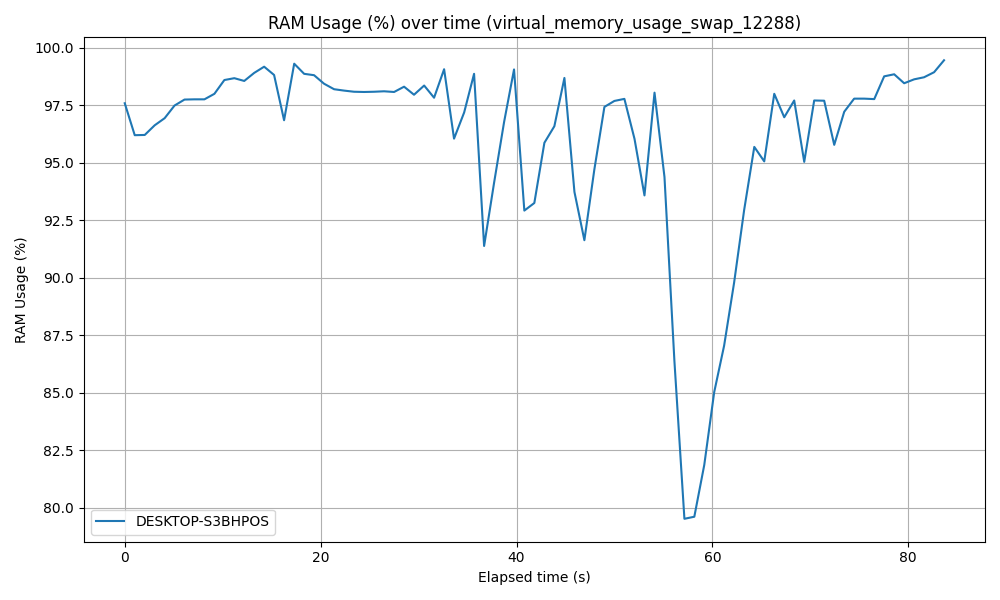 RAM Usage (%) over time (virtual_memory_usage_swap_12288)
RAM Usage (%)
100.0
97.5
95.0
92.5
90.0
87.5
85.0
82.5
80.0
DESKTOP-S3BHPOS
0 20 40 60 80
Elapsed time (s)